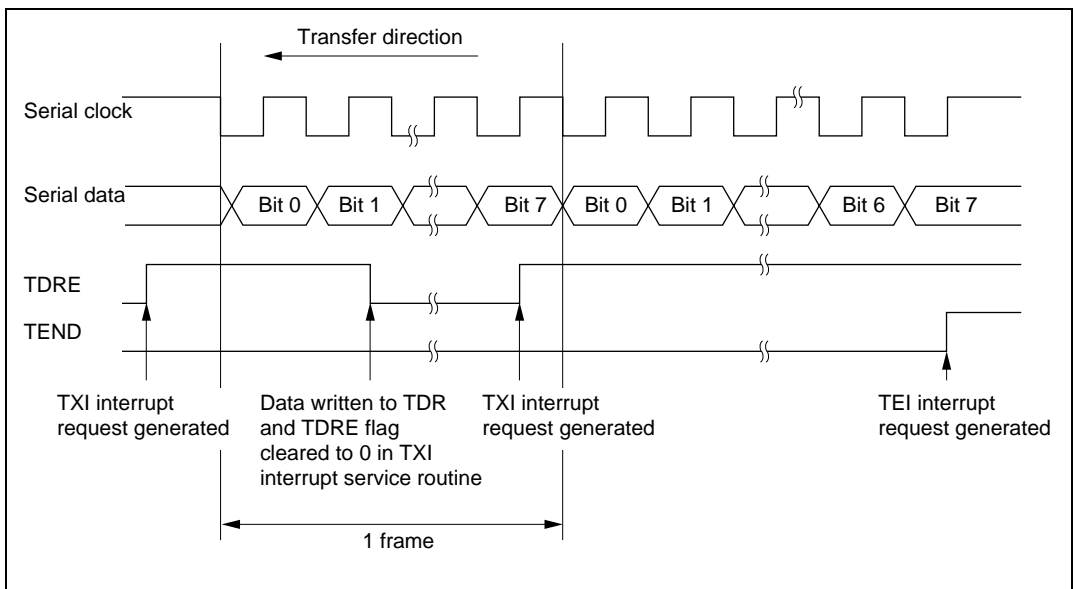 Transfer direction
Serial clock
Serial data
Bit 0
Bit 1
Bit 7
Bit 0
Bit 1
Bit 6
Bit 7
TDRE
TEND
TXI interrupt
request generated
Data written to TDR
and TDRE flag
cleared to 0 in TXI
interrupt service routine
TXI interrupt
request generated
TEI interrupt
request generated
1 frame